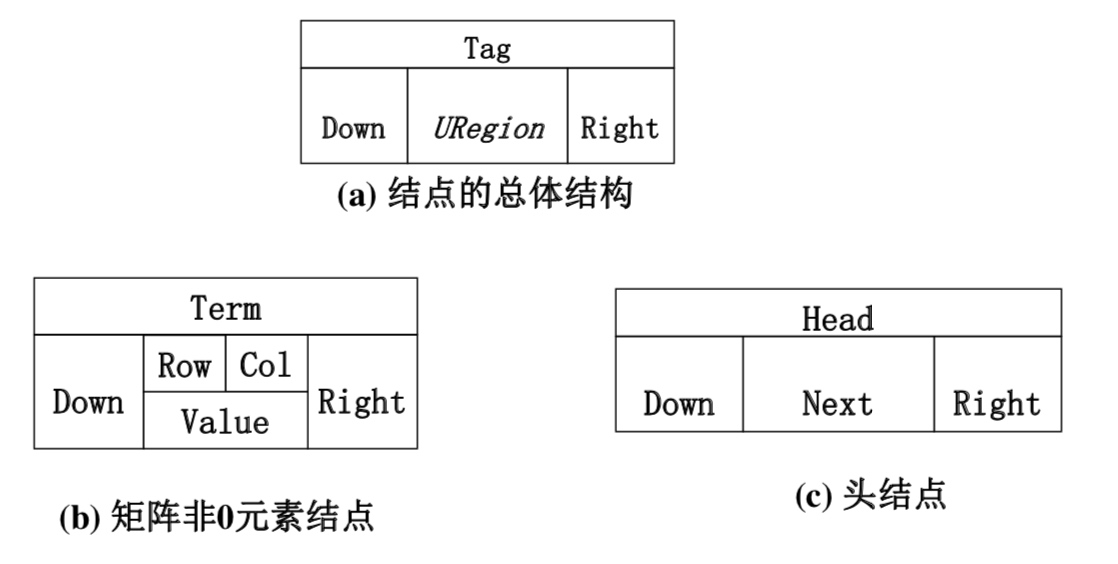 Tag
Down URegion Right
(a) 结点的总体结构
Term
Row Col
Down Value Right
(b) 矩阵非0元素结点
Head
Down Next Right
(c) 头结点